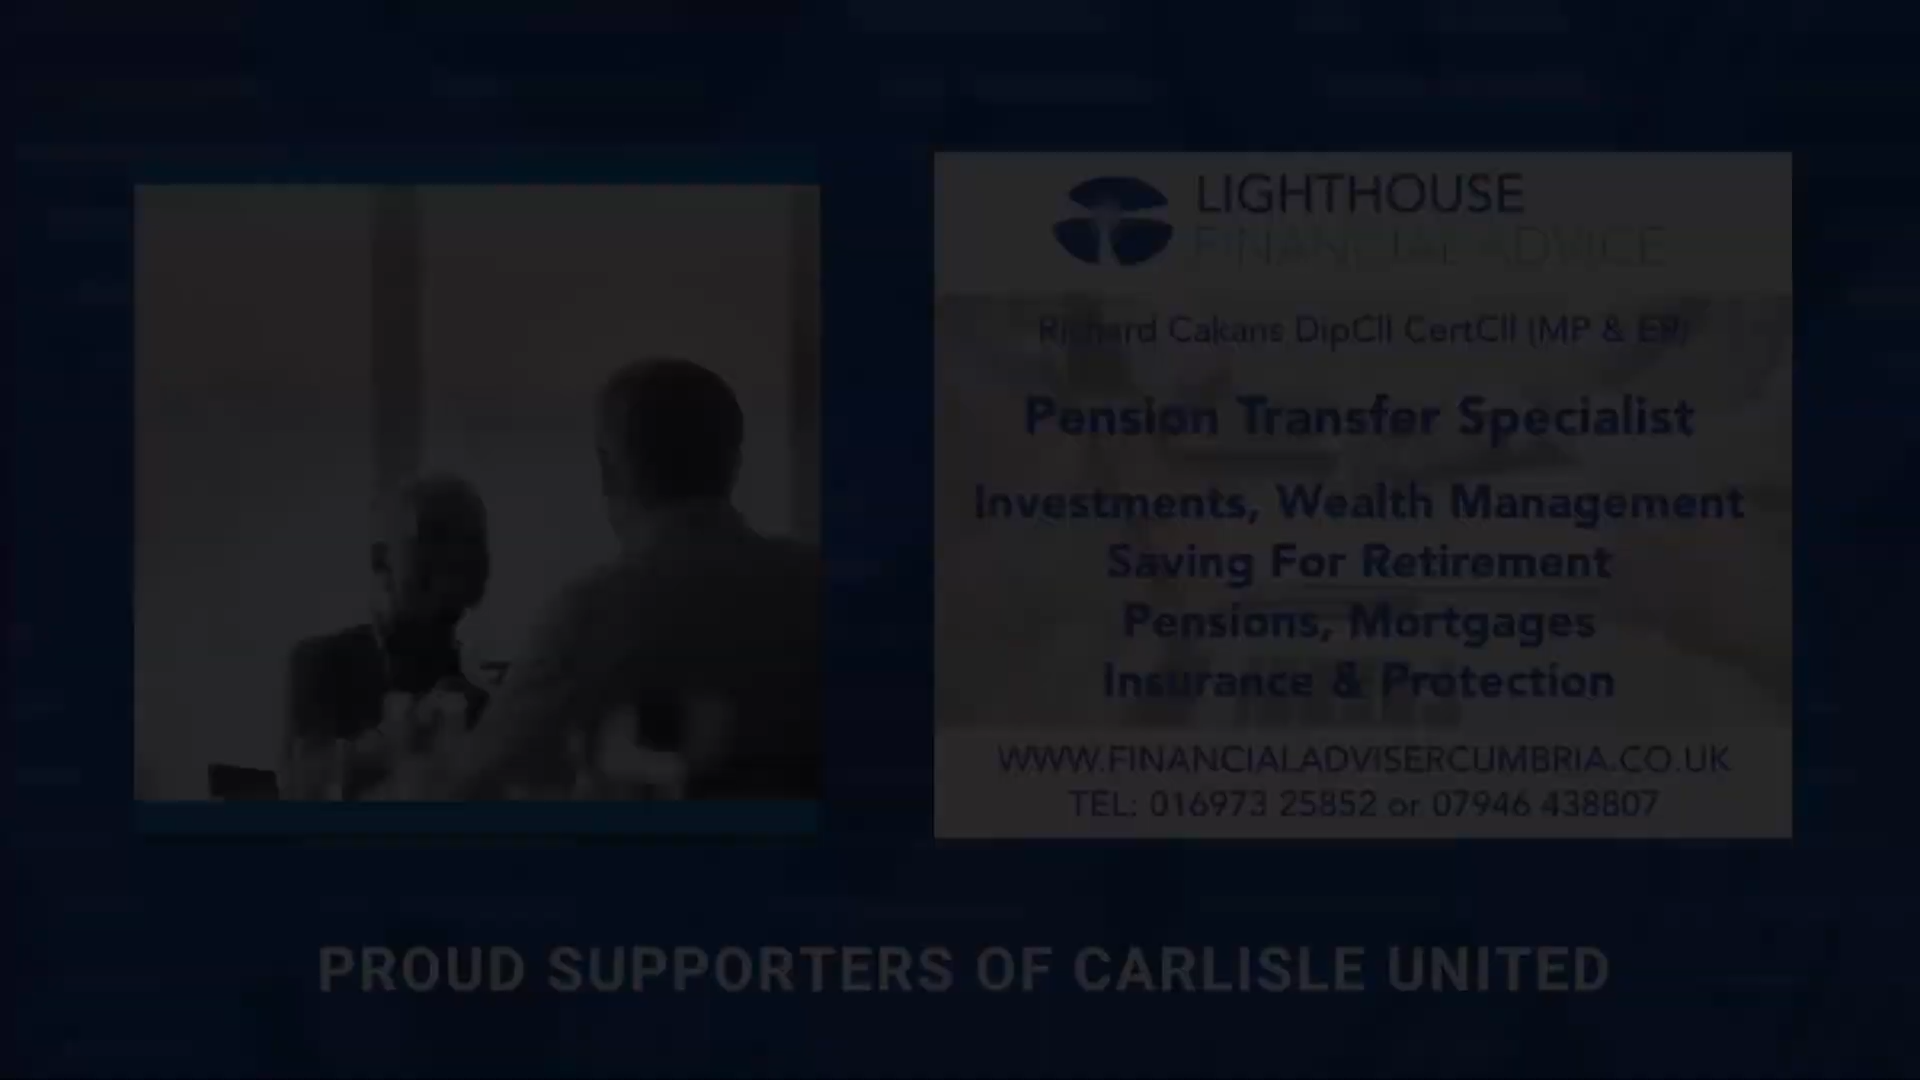 LIGHTHOUSE
FINANCIAL ADVICE
Richard Cakans DipCII CertCII (MP & ER)
Pension Transfer Specialist
Investments, Wealth Management
Saving For Retirement
Pensions, Mortgages
Insurance & Protection
WWW.FINANCIALADVISERCUMBRIA.CO.UK
TEL: 016973 25852 or 07946 438807
PROUD SUPPORTERS OF CARLISLE UNITED